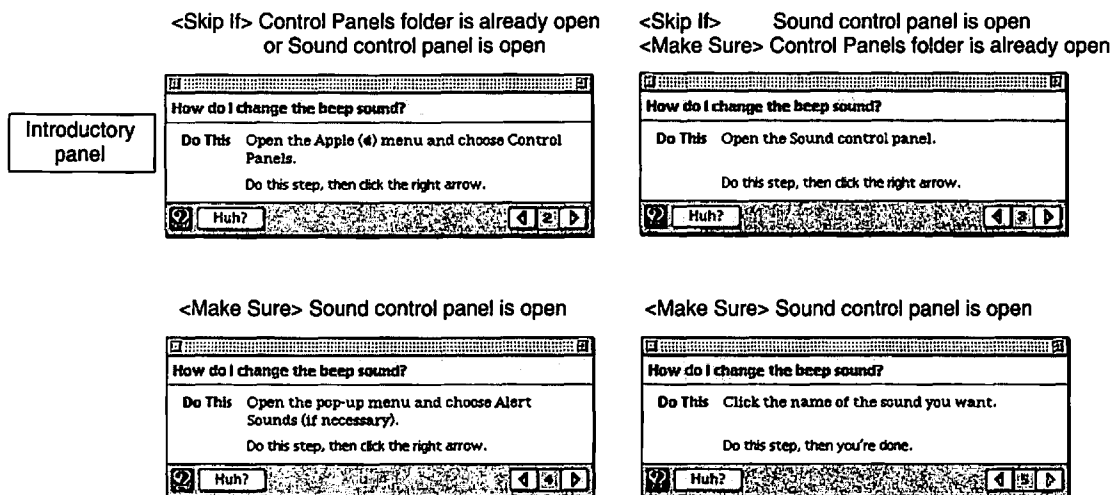 <Skip If> Control Panels folder is already open
or Sound control panel is open
<Skip If> Sound control panel is open
<Make Sure> Control Panels folder is already open
Introductory
panel
How do I change the beep sound?
Do This Open the Apple () menu and choose Control
Panels.
Do this step, then click the right arrow.
Huh?
2
How do I change the beep sound?
Do This Open the Sound control panel.
Do this step, then click the right arrow.
Huh?
3
<Make Sure> Sound control panel is open
<Make Sure> Sound control panel is open
How do I change the beep sound?
Do This Open the pop-up menu and choose Alert
Sounds (if necessary).
Do this step, then click the right arrow.
Huh?
4
How do I change the beep sound?
Do This Click the name of the sound you want.
Do this step, then you're done.
Huh?
5